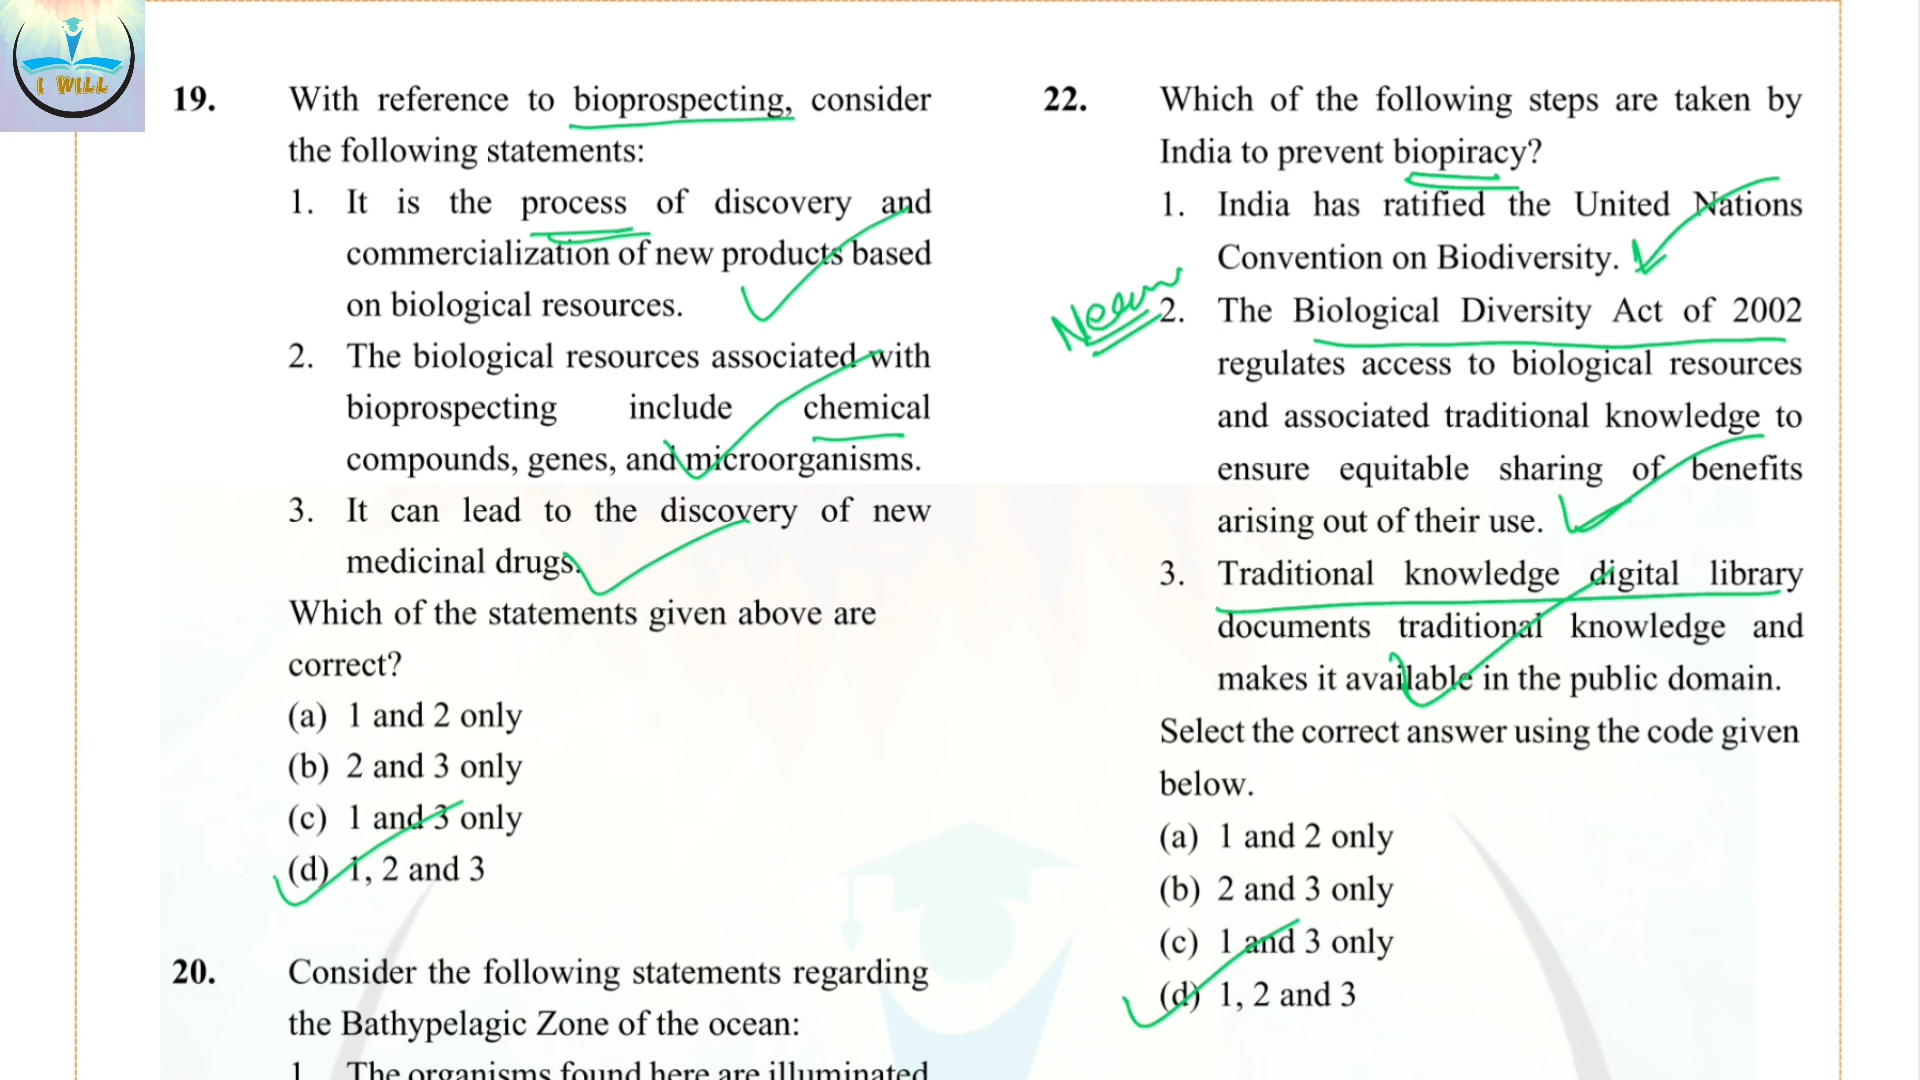 I WILL
19. With reference to bioprospecting, consider
the following statements:
1. It is the process of discovery and
commercialization of new products based
on biological resources.
2. The biological resources associated with
bioprospecting include chemical
compounds, genes, and microorganisms.
3. It can lead to the discovery of new
medicinal drugs.
Which of the statements given above are
correct?
(a) 1 and 2 only
(b) 2 and 3 only
(c) 1 and 3 only
(d) 1, 2 and 3
20. Consider the following statements regarding
the Bathypelagic Zone of the ocean:
1. The organisms found here are illuminated
22. Which of the following steps are taken by
India to prevent biopiracy?
1. India has ratified the United Nations
Convention on Biodiversity.
Neem
2. The Biological Diversity Act of 2002
regulates access to biological resources
and associated traditional knowledge to
ensure equitable sharing of benefits
arising out of their use.
3. Traditional knowledge digital library
documents traditional knowledge and
makes it available in the public domain.
Select the correct answer using the code given
below.
(a) 1 and 2 only
(b) 2 and 3 only
(c) 1 and 3 only
(d) 1, 2 and 3